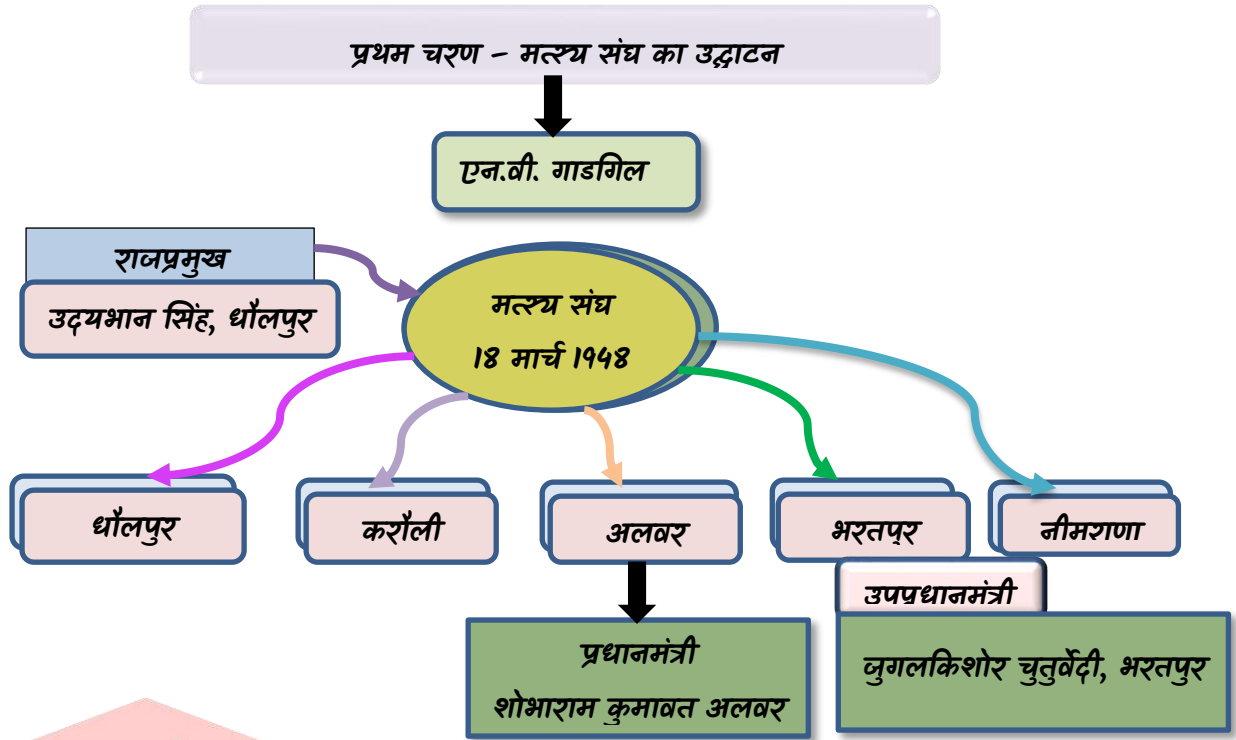 प्रथम चरण – मत्स्य संघ का उद्घाटन
एन.वी. गाडगिल
राजप्रमुख
उदयभान सिंह, धौलपुर
मत्स्य संघ
18 मार्च 1948
धौलपुर
करौली
अलवर
भरतपुर
नीमराणा
उपप्रधानमंत्री
प्रधानमंत्री
शोभाराम कुमावत अलवर
जुगलकिशोर चुतुर्वेदी, भरतपुर